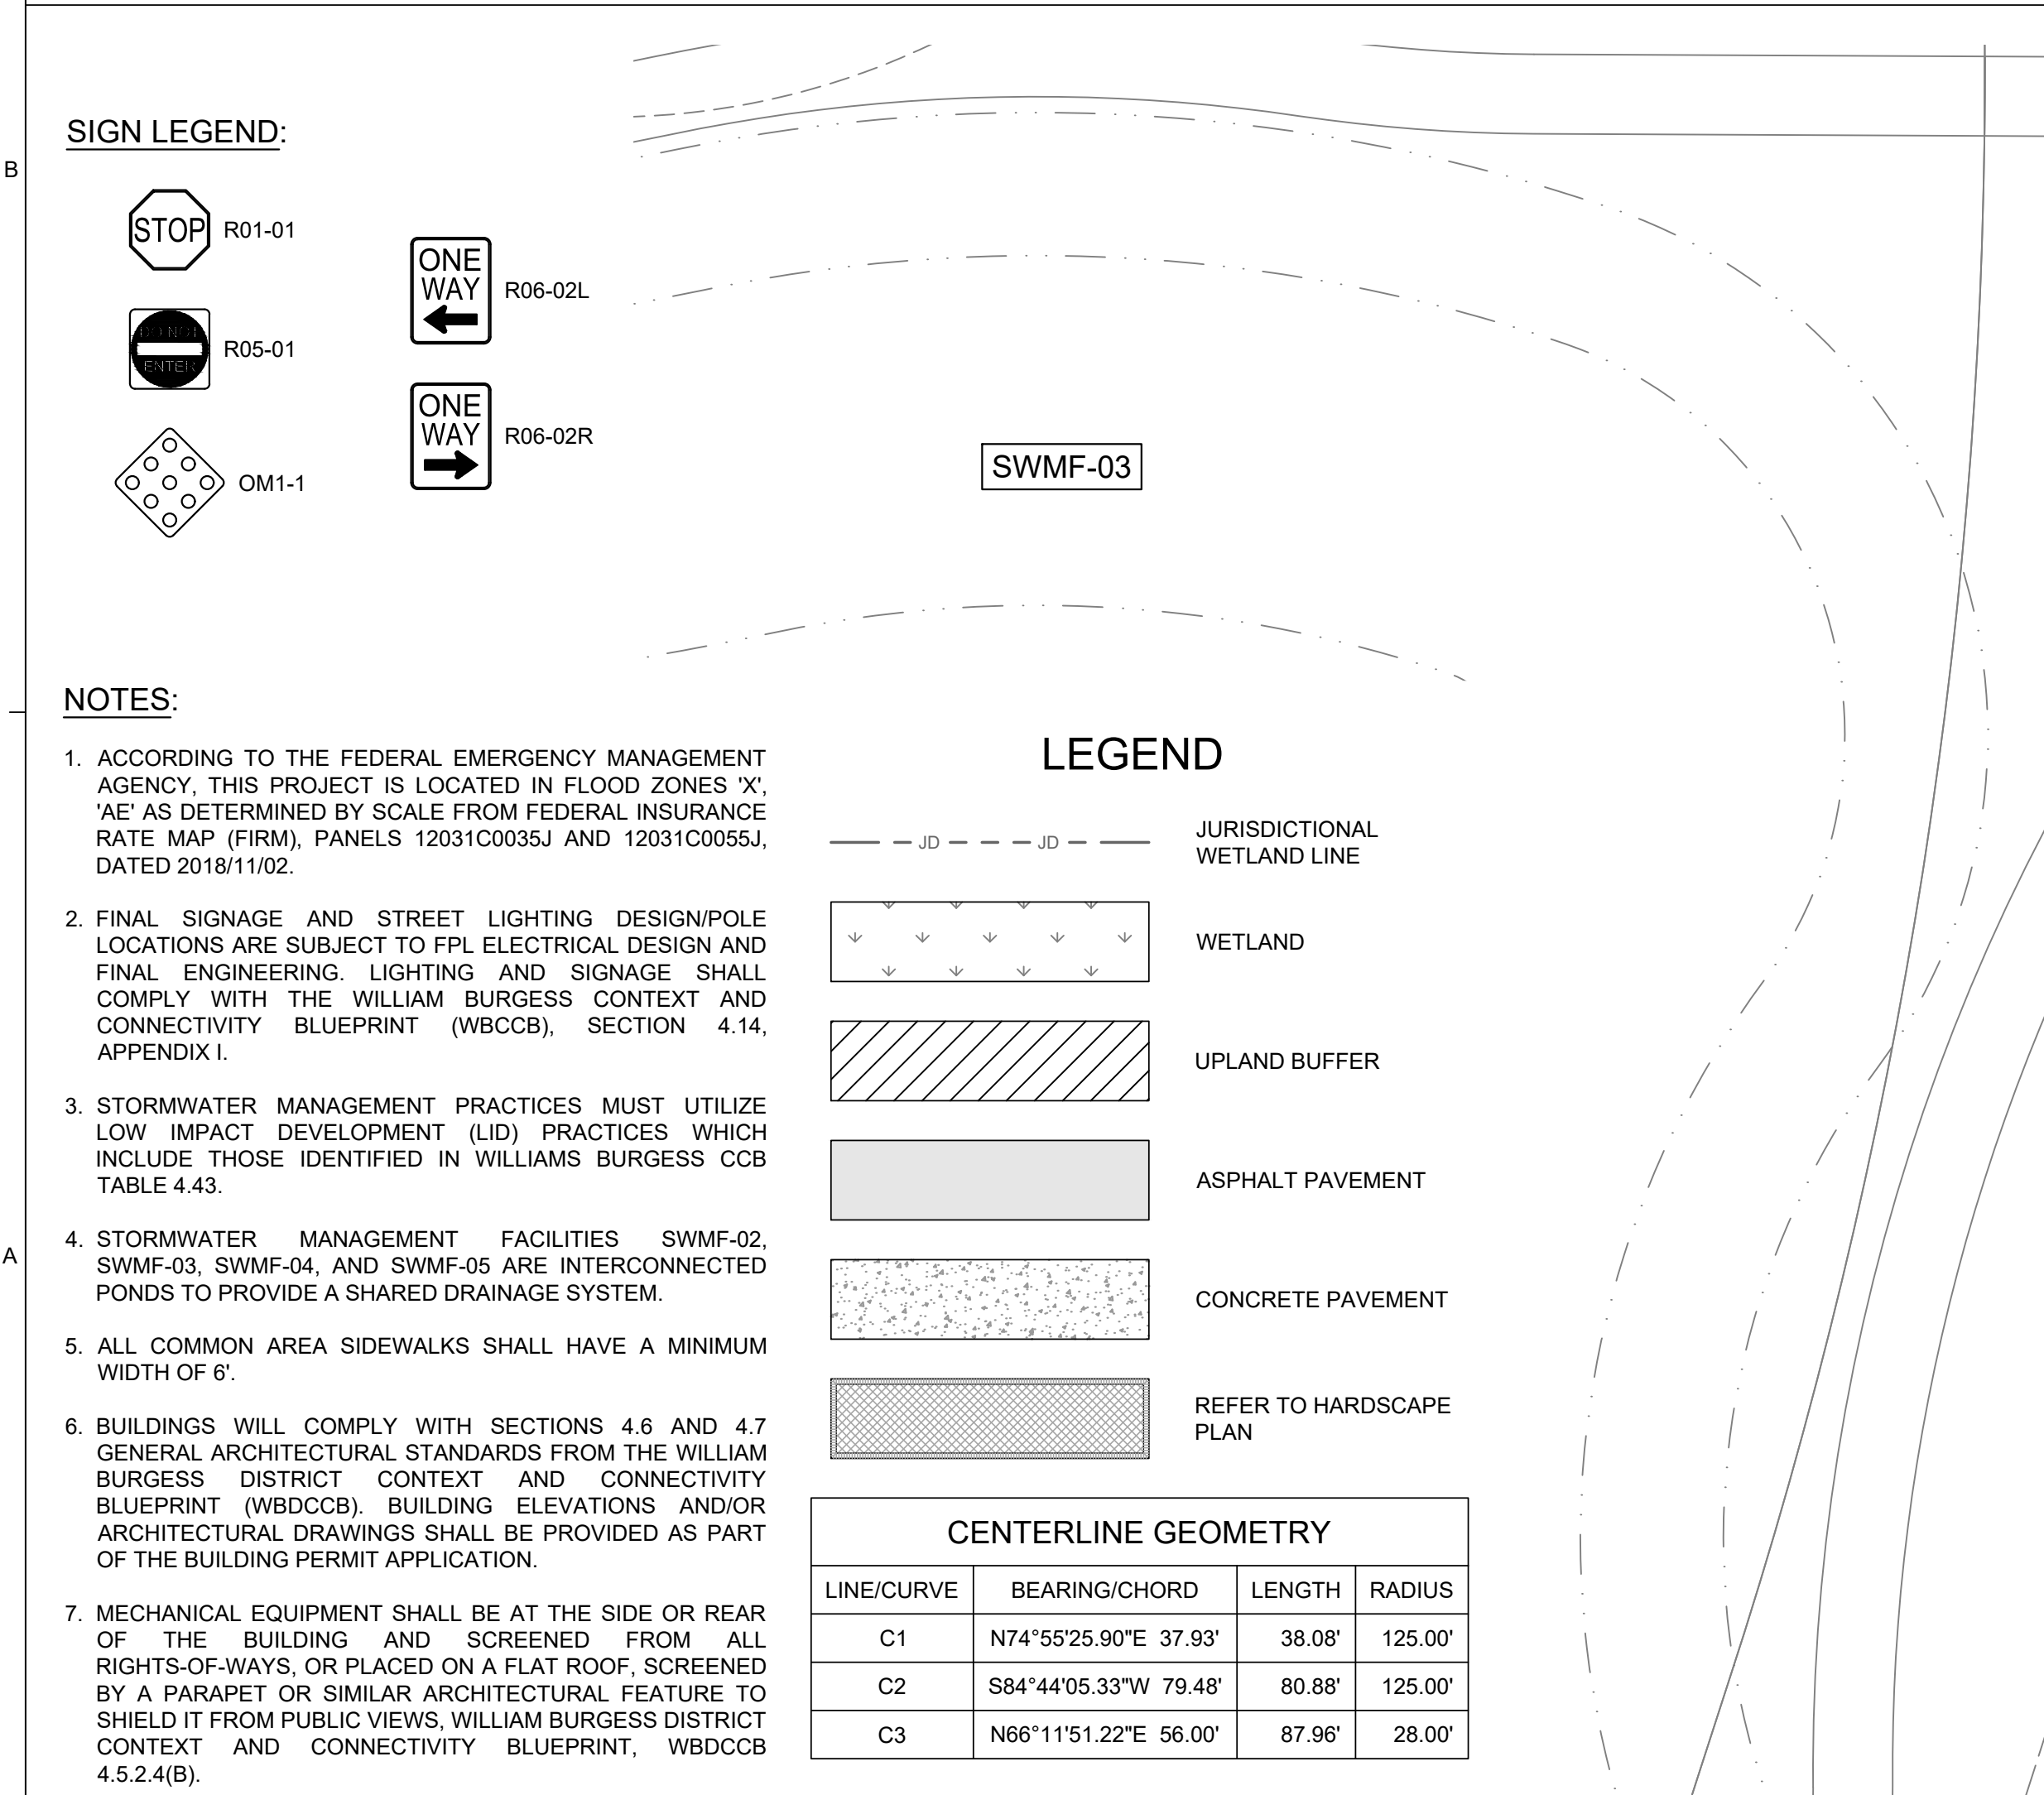 B
SIGN LEGEND:
STOP
R01-01
DO NOT
ENTER
R05-01
OM1-1
ONE
WAY
R06-02L
ONE
WAY
R06-02R
SWMF-03
NOTES:
1. ACCORDING TO THE FEDERAL EMERGENCY MANAGEMENT
AGENCY, THIS PROJECT IS LOCATED IN FLOOD ZONES 'X',
'AE' AS DETERMINED BY SCALE FROM FEDERAL INSURANCE
RATE MAP (FIRM), PANELS 12031C0035J AND 12031C0055J,
DATED 2018/11/02.
2. FINAL SIGNAGE AND STREET LIGHTING DESIGN/POLE
LOCATIONS ARE SUBJECT TO FPL ELECTRICAL DESIGN AND
FINAL ENGINEERING. LIGHTING AND SIGNAGE SHALL
COMPLY WITH THE WILLIAM BURGESS CONTEXT AND
CONNECTIVITY BLUEPRINT (WBCCB), SECTION 4.14,
APPENDIX I.
3. STORMWATER MANAGEMENT PRACTICES MUST UTILIZE
LOW IMPACT DEVELOPMENT (LID) PRACTICES WHICH
INCLUDE THOSE IDENTIFIED IN WILLIAMS BURGESS CCB
TABLE 4.43.
4. STORMWATER MANAGEMENT FACILITIES SWMF-02,
SWMF-03, SWMF-04, AND SWMF-05 ARE INTERCONNECTED
PONDS TO PROVIDE A SHARED DRAINAGE SYSTEM.
5. ALL COMMON AREA SIDEWALKS SHALL HAVE A MINIMUM
WIDTH OF 6'.
6. BUILDINGS WILL COMPLY WITH SECTIONS 4.6 AND 4.7
GENERAL ARCHITECTURAL STANDARDS FROM THE WILLIAM
BURGESS DISTRICT CONTEXT AND CONNECTIVITY
BLUEPRINT (WBDCCB). BUILDING ELEVATIONS AND/OR
ARCHITECTURAL DRAWINGS SHALL BE PROVIDED AS PART
OF THE BUILDING PERMIT APPLICATION.
7. MECHANICAL EQUIPMENT SHALL BE AT THE SIDE OR REAR
OF THE BUILDING AND SCREENED FROM ALL
RIGHTS-OF-WAYS, OR PLACED ON A FLAT ROOF, SCREENED
BY A PARAPET OR SIMILAR ARCHITECTURAL FEATURE TO
SHIELD IT FROM PUBLIC VIEWS, WILLIAM BURGESS DISTRICT
CONTEXT AND CONNECTIVITY BLUEPRINT, WBDCCB
4.5.2.4(B).
A
LEGEND
JD JD
JURISDICTIONAL
WETLAND LINE
WETLAND
UPLAND BUFFER
ASPHALT PAVEMENT
CONCRETE PAVEMENT
REFER TO HARDSCAPE
PLAN
CENTERLINE GEOMETRY
LINE/CURVE BEARING/CHORD LENGTH RADIUS
C1 N74°55'25.90"E 37.93' 38.08' 125.00'
C2 S84°44'05.33"W 79.48' 80.88' 125.00'
C3 N66°11'51.22"E 56.00' 87.96' 28.00'